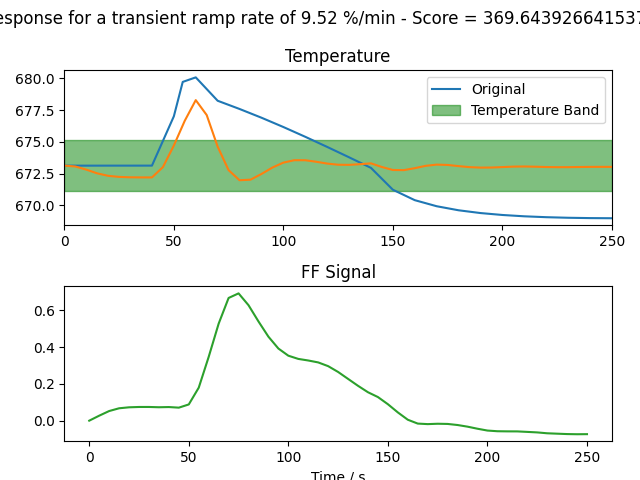 esponse for a transient ramp rate of 9.52 %/min - Score = 369.643926641537
Temperature
680.0
677.5
675.0
672.5
670.0
Original
Temperature Band
0 50 100 150 200 250
FF Signal
0.6
0.4
0.2
0.0
0 50 100 150 200 250
Time / s